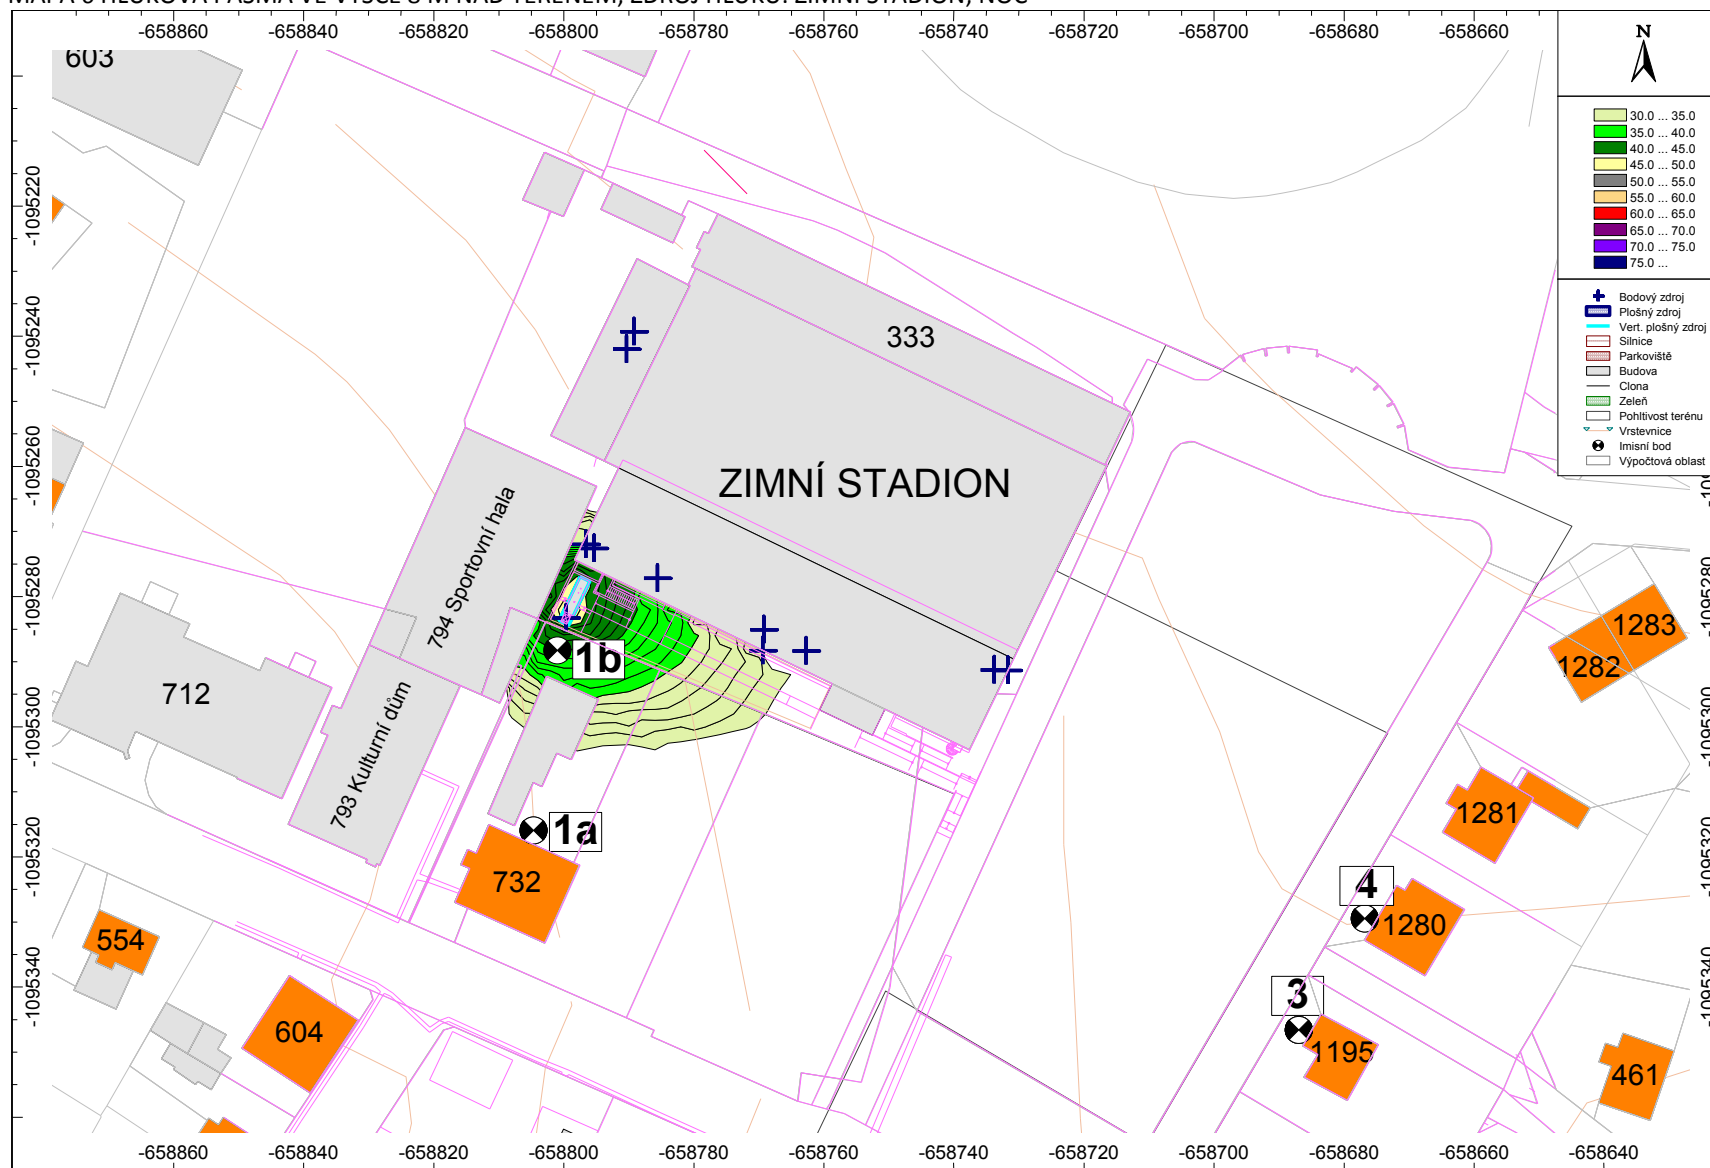 -658860 -658840 -658820 -658800 -658780 -658760 -658740 -658720 -658700 -658680 -658660
N
603
30.0 ... 35.0
35.0 ... 40.0
40.0 ... 45.0
45.0 ... 50.0
50.0 ... 55.0
55.0 ... 60.0
60.0 ... 65.0
65.0 ... 70.0
70.0 ... 75.0
75.0 ...
Bodový zdroj
Plošný zdroj
Vert. plošný zdroj
Silnice
Parkoviště
Budova
Clona
Zeleň
Pohltivost terénu
Vrstevnice
Imisní bod
Výpočtová oblast
-1095220
-1095240
-1095260
-1095280
-1095300
-1095320
-1095340
333
ZIMNÍ STADION
794 Sportovní hala
793 Kulturní dům
712
1b
1a
732
554
604
1283
1282
1281
4
1280
3
1195
461
-1095280
-1095300
-1095320
-1095340
-658860 -658840 -658820 -658800 -658780 -658760 -658740 -658720 -658700 -658680 -658660 -658640